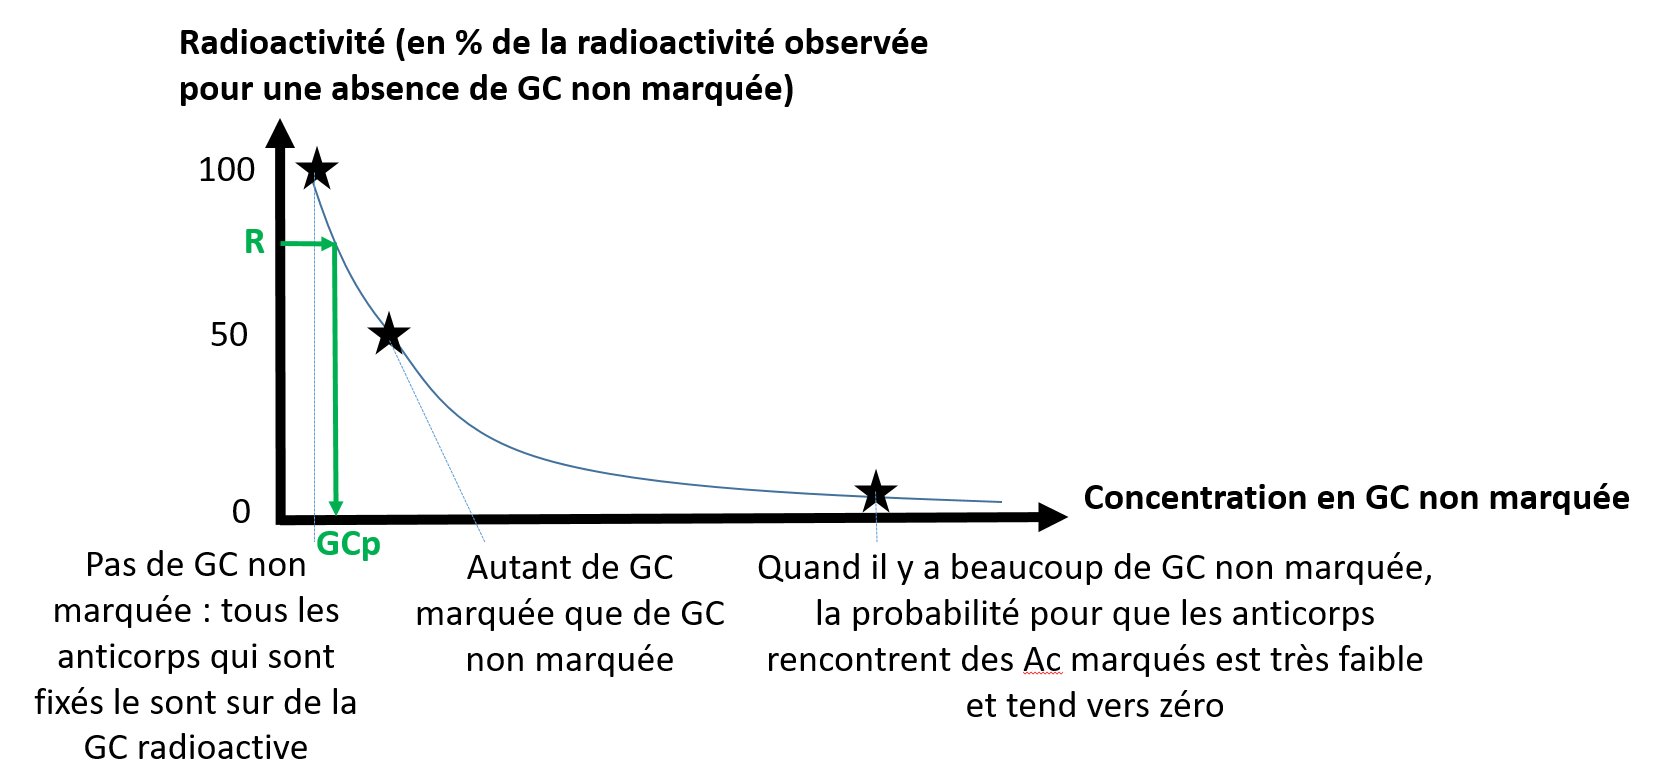 Radioactivité (en % de la radioactivité observée
pour une absence de GC non marquée)
100
R
50
0
Concentration en GC non marquée
GCp
Pas de GC non
marquée : tous les
anticorps qui sont
fixés le sont sur de la
GC radioactive
Autant de GC
marquée que de GC
non marquée
Quand il y a beaucoup de GC non marquée,
la probabilité pour que les anticorps
rencontrent des Ac marqués est très faible
et tend vers zéro